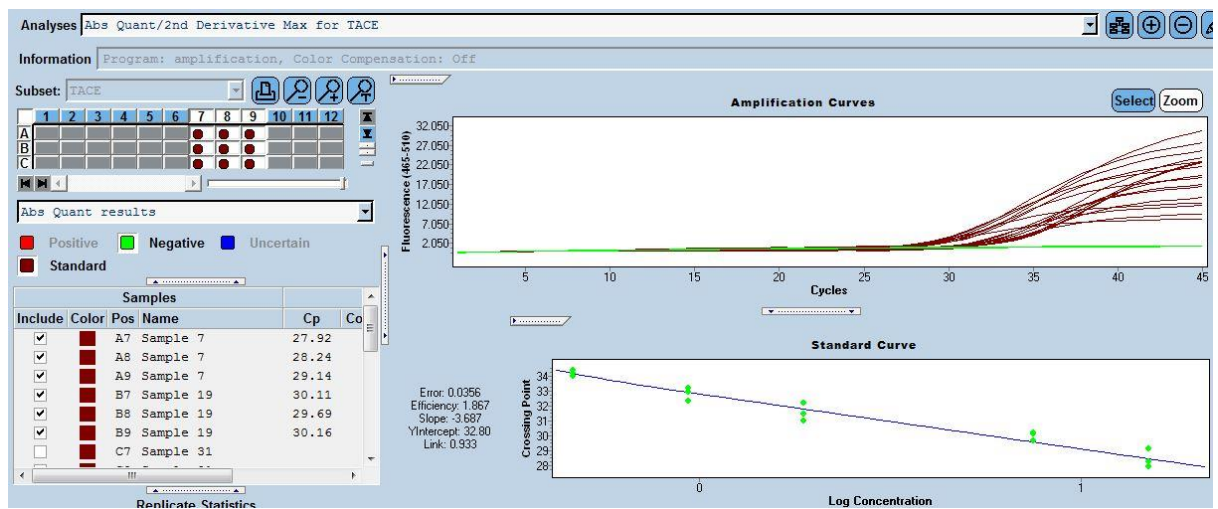 Analyses Abs Quant/2nd Derivative Max for TACE
Information Program: amplification, Color Compensation: Off
Subset: TACE
1 2 3 4 5 6 7 8 9 10 11 12
A
B
C
Abs Quant results
Positive Negative Uncertain
Standard
Samples
Include Color Pos Name Cp Co
A7 Sample 7 27.92
A8 Sample 7 28.24
A9 Sample 7 29.14
B7 Sample 19 30.11
B8 Sample 19 29.69
B9 Sample 19 30.16
C7 Sample 31
Replicate Statistics
Amplification Curves
Select Zoom
Fluorescence (465-510)
32.050
27.050
22.050
17.050
12.050
7.050
2.050
5 10 15 20 25 30 35 40 45
Cycles
Standard Curve
Error: 0.0356
Efficiency: 1.867
Slope: -3.687
YIntercept: 32.80
Link: 0.933
Crossing Point
34
33
32
31
30
29
28
0 1
Log Concentration